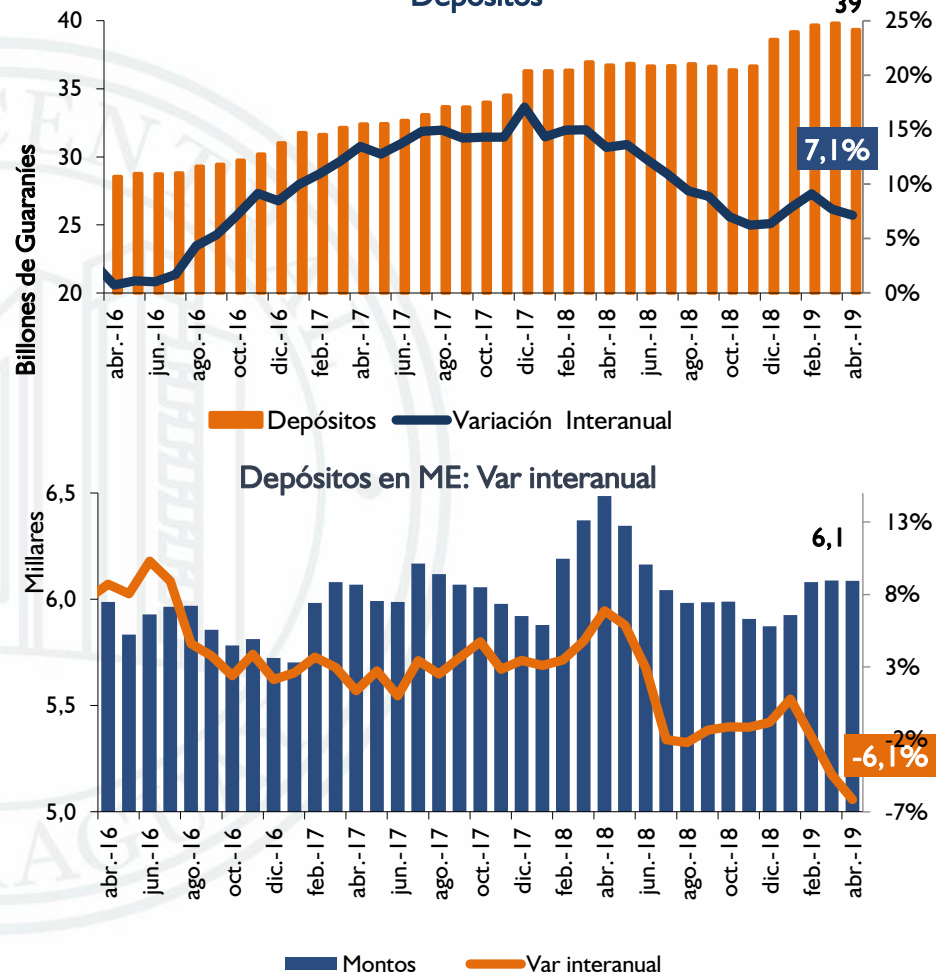 Depósitos
39
40
35
30
25
20
Billones de Guaraníes
25%
20%
15%
10%
5%
0%
7,1%
abr.-16
jun.-16
ago.-16
oct.-16
dic.-16
feb.-17
abr.-17
jun.-17
ago.-17
oct.-17
dic.-17
feb.-18
abr.-18
jun.-18
ago.-18
oct.-18
dic.-18
feb.-19
abr.-19
Depósitos
Variación Interanual
Depósitos en ME: Var interanual
6,5
6,0
5,5
5,0
Millares
6,1
13%
8%
3%
-2%
-7%
-6,1%
abr.-16
jun.-16
ago.-16
oct.-16
dic.-16
feb.-17
abr.-17
jun.-17
ago.-17
oct.-17
dic.-17
feb.-18
abr.-18
jun.-18
ago.-18
oct.-18
dic.-18
feb.-19
abr.-19
Montos
Var interanual